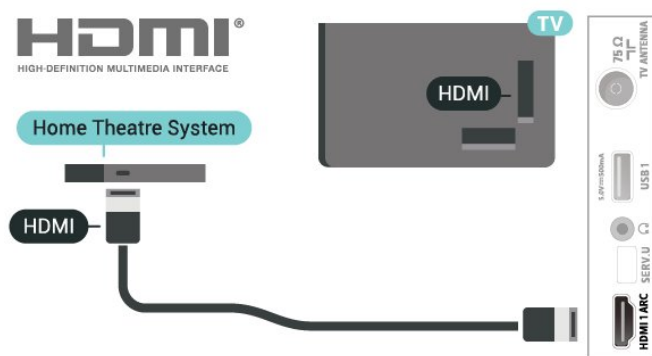 HDMI®
HIGH-DEFINITION MULTIMEDIA INTERFACE
TV
HDMI
Home Theatre System
HDMI
75 Ω
TV ANTENNA
5.0V⎓500mA
USB 1
SERV.U
HDMI 1 ARC